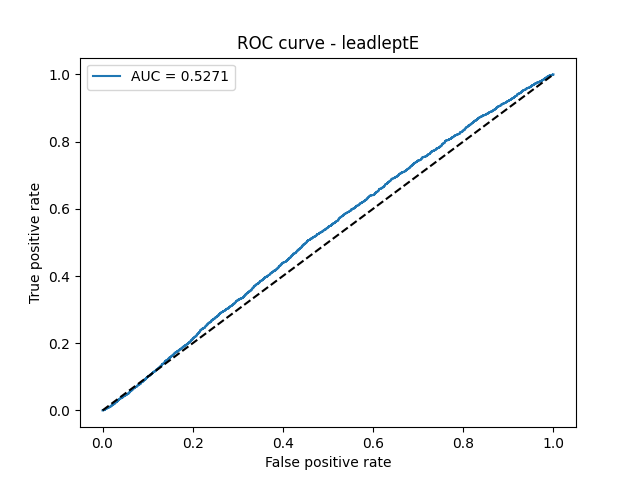 ROC curve - leadleptE
AUC = 0.5271
True positive rate
1.0
0.8
0.6
0.4
0.2
0.0
0.0 0.2 0.4 0.6 0.8 1.0
False positive rate